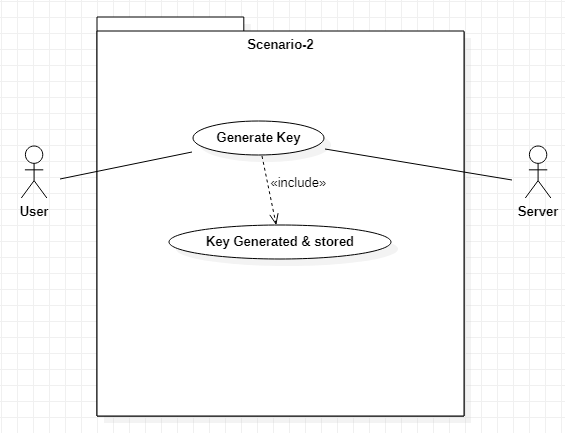 Scenario-2
Generate Key
«include»
User
Server
Key Generated & stored